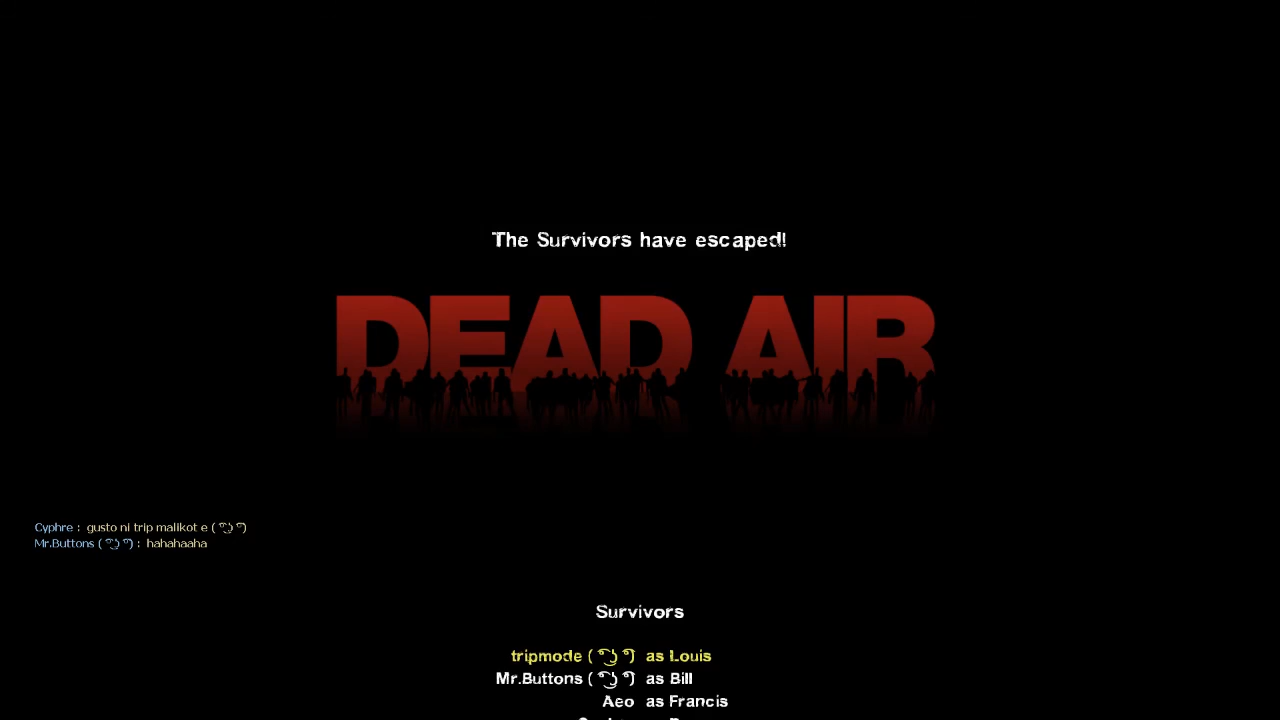 The Survivors have escaped!
DEAD AIR
Cyphre : gusto ni trip malikot e ( ͡° ͜ʖ ͡°)
Mr.Buttons ( ͡° ͜ʖ ͡°) : hahahaaha
Survivors
tripmode ( ͡° ͜ʖ ͡°) as Louis
Mr.Buttons ( ͡° ͜ʖ ͡°) as Bill
Aeo as Francis